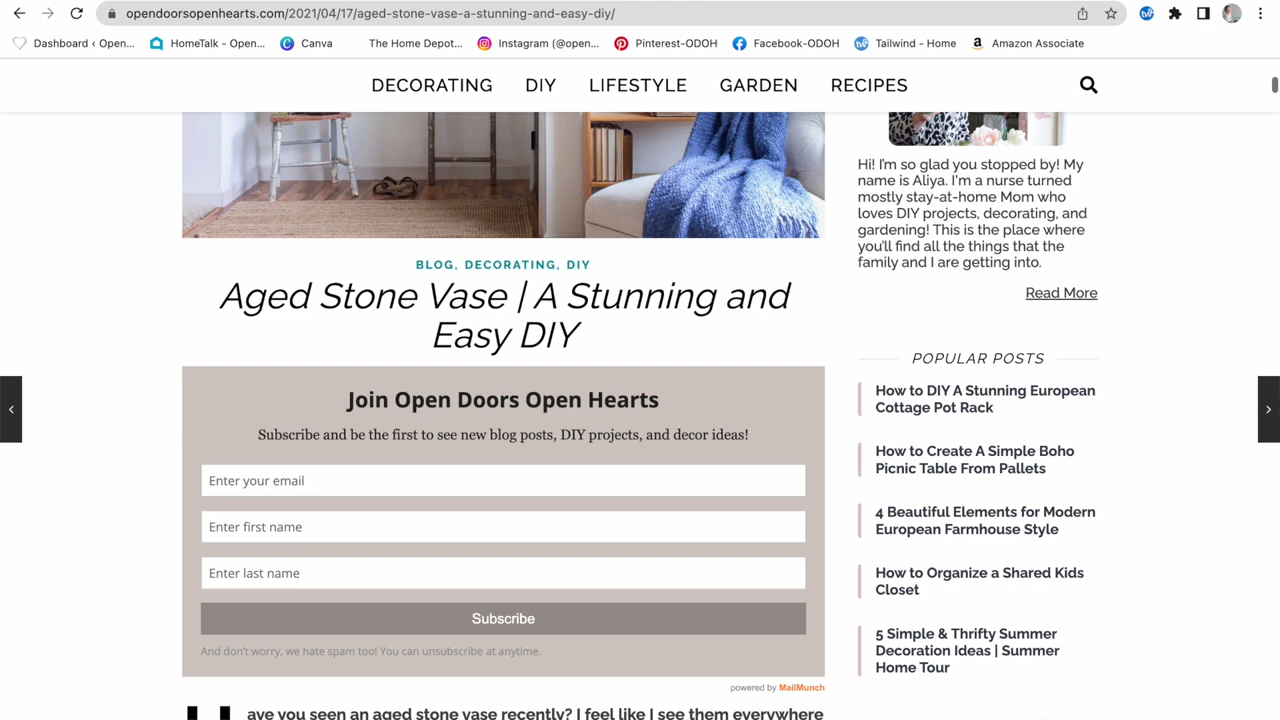 opendoorsopenhearts.com/2021/04/17/aged-stone-vase-a-stunning-and-easy-diy/
Dashboard ‹ Open... HomeTalk - Open... Canva The Home Depot... Instagram (@open... Pinterest-ODOH Facebook-ODOH Tailwind - Home Amazon Associate
DECORATING DIY LIFESTYLE GARDEN RECIPES
BLOG, DECORATING, DIY
Aged Stone Vase | A Stunning and
Easy DIY
Join Open Doors Open Hearts
Subscribe and be the first to see new blog posts, DIY projects, and decor ideas!
Enter your email
Enter first name
Enter last name
Subscribe
And don't worry, we hate spam too! You can unsubscribe at anytime.
powered by MailMunch
ave you seen an aged stone vase recently? I feel like I see them everywhere
Hi! I'm so glad you stopped by! My
name is Aliya. I'm a nurse turned
mostly stay-at-home Mom who
loves DIY projects, decorating, and
gardening! This is the place where
you'll find all the things that the
family and I are getting into.
Read More
POPULAR POSTS
How to DIY A Stunning European
Cottage Pot Rack
How to Create A Simple Boho
Picnic Table From Pallets
4 Beautiful Elements for Modern
European Farmhouse Style
How to Organize a Shared Kids
Closet
5 Simple & Thrifty Summer
Decoration Ideas | Summer
Home Tour